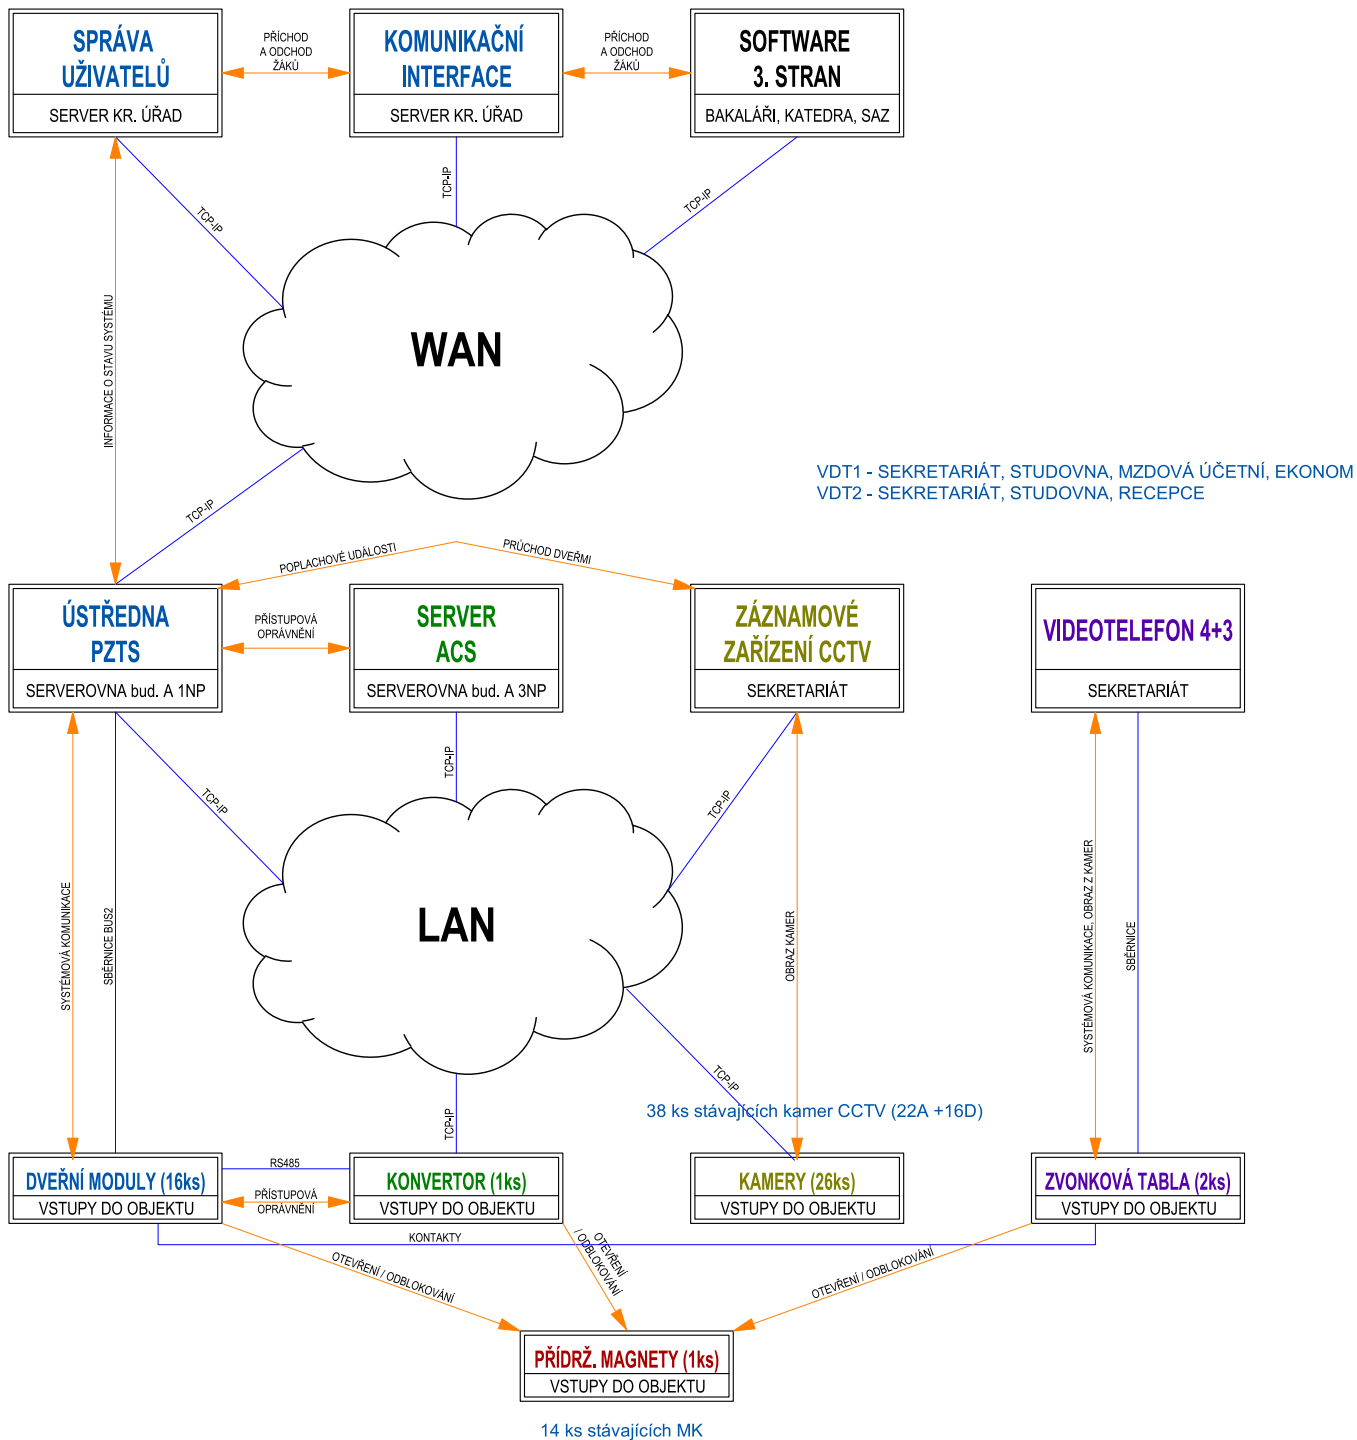 SPRÁVA
UŽIVATELŮ
SERVER KR. ÚŘAD
PŘÍCHOD
A ODCHOD
ŽÁKŮ
KOMUNIKAČNÍ
INTERFACE
SERVER KR. ÚŘAD
PŘÍCHOD
A ODCHOD
ŽÁKŮ
SOFTWARE
3. STRAN
BAKALÁŘI, KATEDRA, SAZ
TCP-IP
TCP-IP
TCP-IP
INFORMACE O STAVU SYSTÉMU
WAN
TCP-IP
VDT1 - SEKRETARIÁT, STUDOVNA, MZDOVÁ ÚČETNÍ, EKONOM
VDT2 - SEKRETARIÁT, STUDOVNA, RECEPCE
POPLACHOVÉ UDÁLOSTI
PRŮCHOD DVEŘMI
ÚSTŘEDNA
PZTS
SERVEROVNA bud. A 1NP
PŘÍSTUPOVÁ
OPRÁVNĚNÍ
SERVER
ACS
SERVEROVNA bud. A 3NP
ZÁZNAMOVÉ
ZAŘÍZENÍ CCTV
SEKRETARIÁT
VIDEOTELEFON 4+3
SEKRETARIÁT
TCP-IP
TCP-IP
TCP-IP
SYSTÉMOVÁ KOMUNIKACE
SBĚRNICE BUS2
LAN
OBRAZ KAMER
SYSTÉMOVÁ KOMUNIKACE, OBRAZ Z KAMER
SBĚRNICE
TCP-IP
TCP-IP
38 ks stávajících kamer CCTV (22A +16D)
DVEŘNÍ MODULY (16ks)
VSTUPY DO OBJEKTU
RS485
PŘÍSTUPOVÁ
OPRÁVNĚNÍ
KONVERTOR (1ks)
VSTUPY DO OBJEKTU
KAMERY (26ks)
VSTUPY DO OBJEKTU
ZVONKOVÁ TABLA (2ks)
VSTUPY DO OBJEKTU
KONTAKTY
OTEVŘENÍ / ODBLOKOVÁNÍ
OTEVŘENÍ
/ ODBLOKOVÁNÍ
OTEVŘENÍ / ODBLOKOVÁNÍ
PŘÍDRŽ. MAGNETY (1ks)
VSTUPY DO OBJEKTU
14 ks stávajících MK